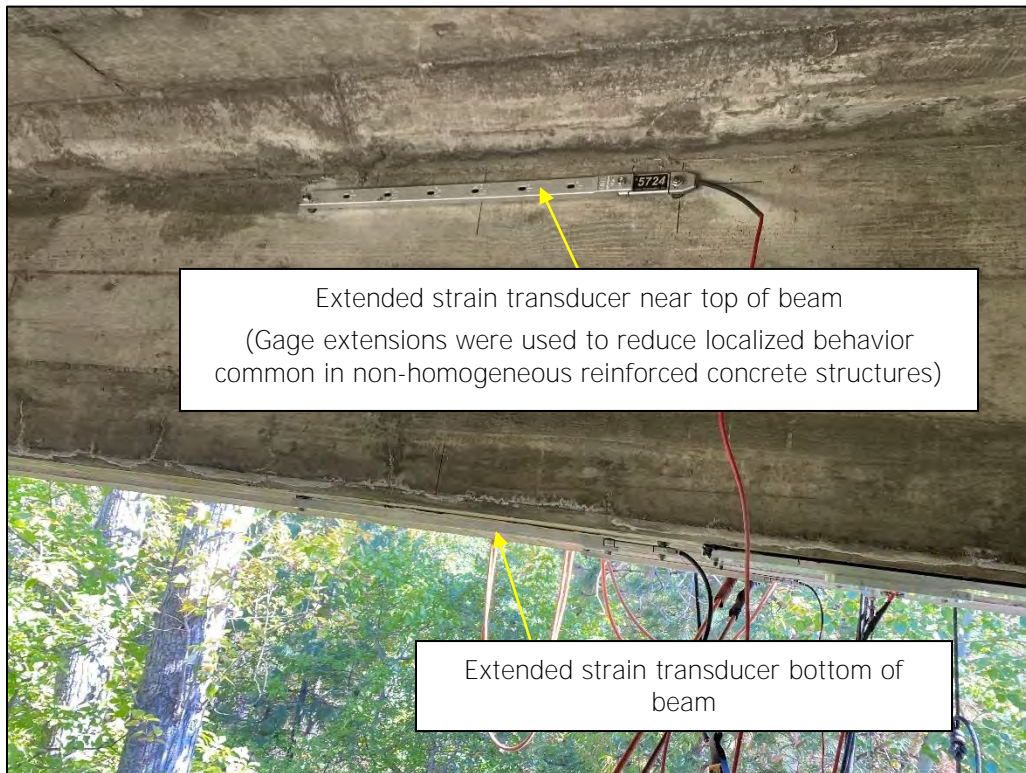 5724
Extended strain transducer near top of beam
(Gage extensions were used to reduce localized behavior
common in non-homogeneous reinforced concrete structures)
Extended strain transducer bottom of
beam